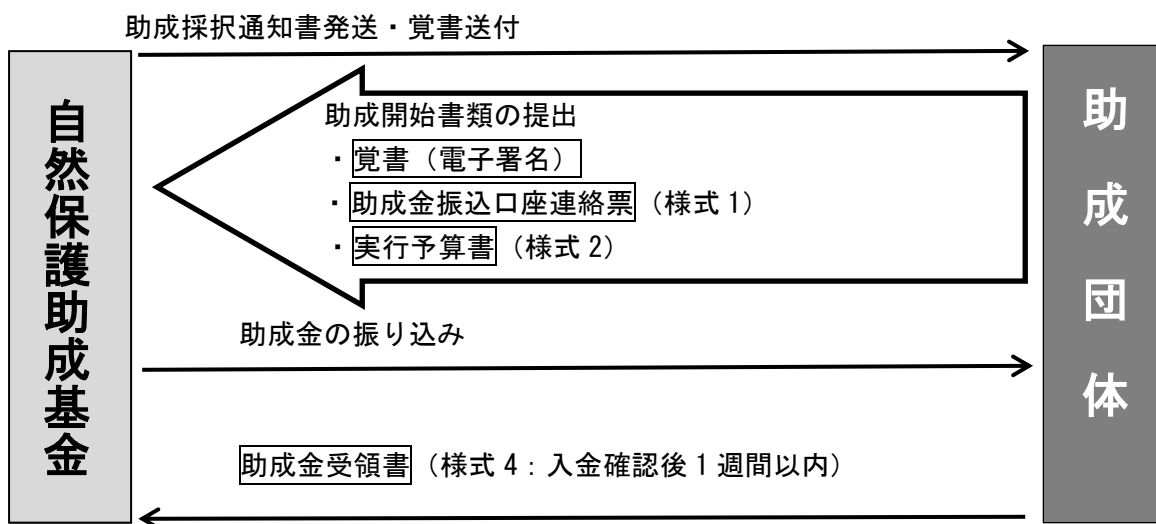 助成採択通知書発送・覚書送付
自然保護助成基金
助成団体
助成開始書類の提出
・覚書（電子署名）
・助成金振込口座連絡票（様式 1）
・実行予算書（様式 2）
助成金の振り込み
助成金受領書（様式 4：入金確認後 1 週間以内）